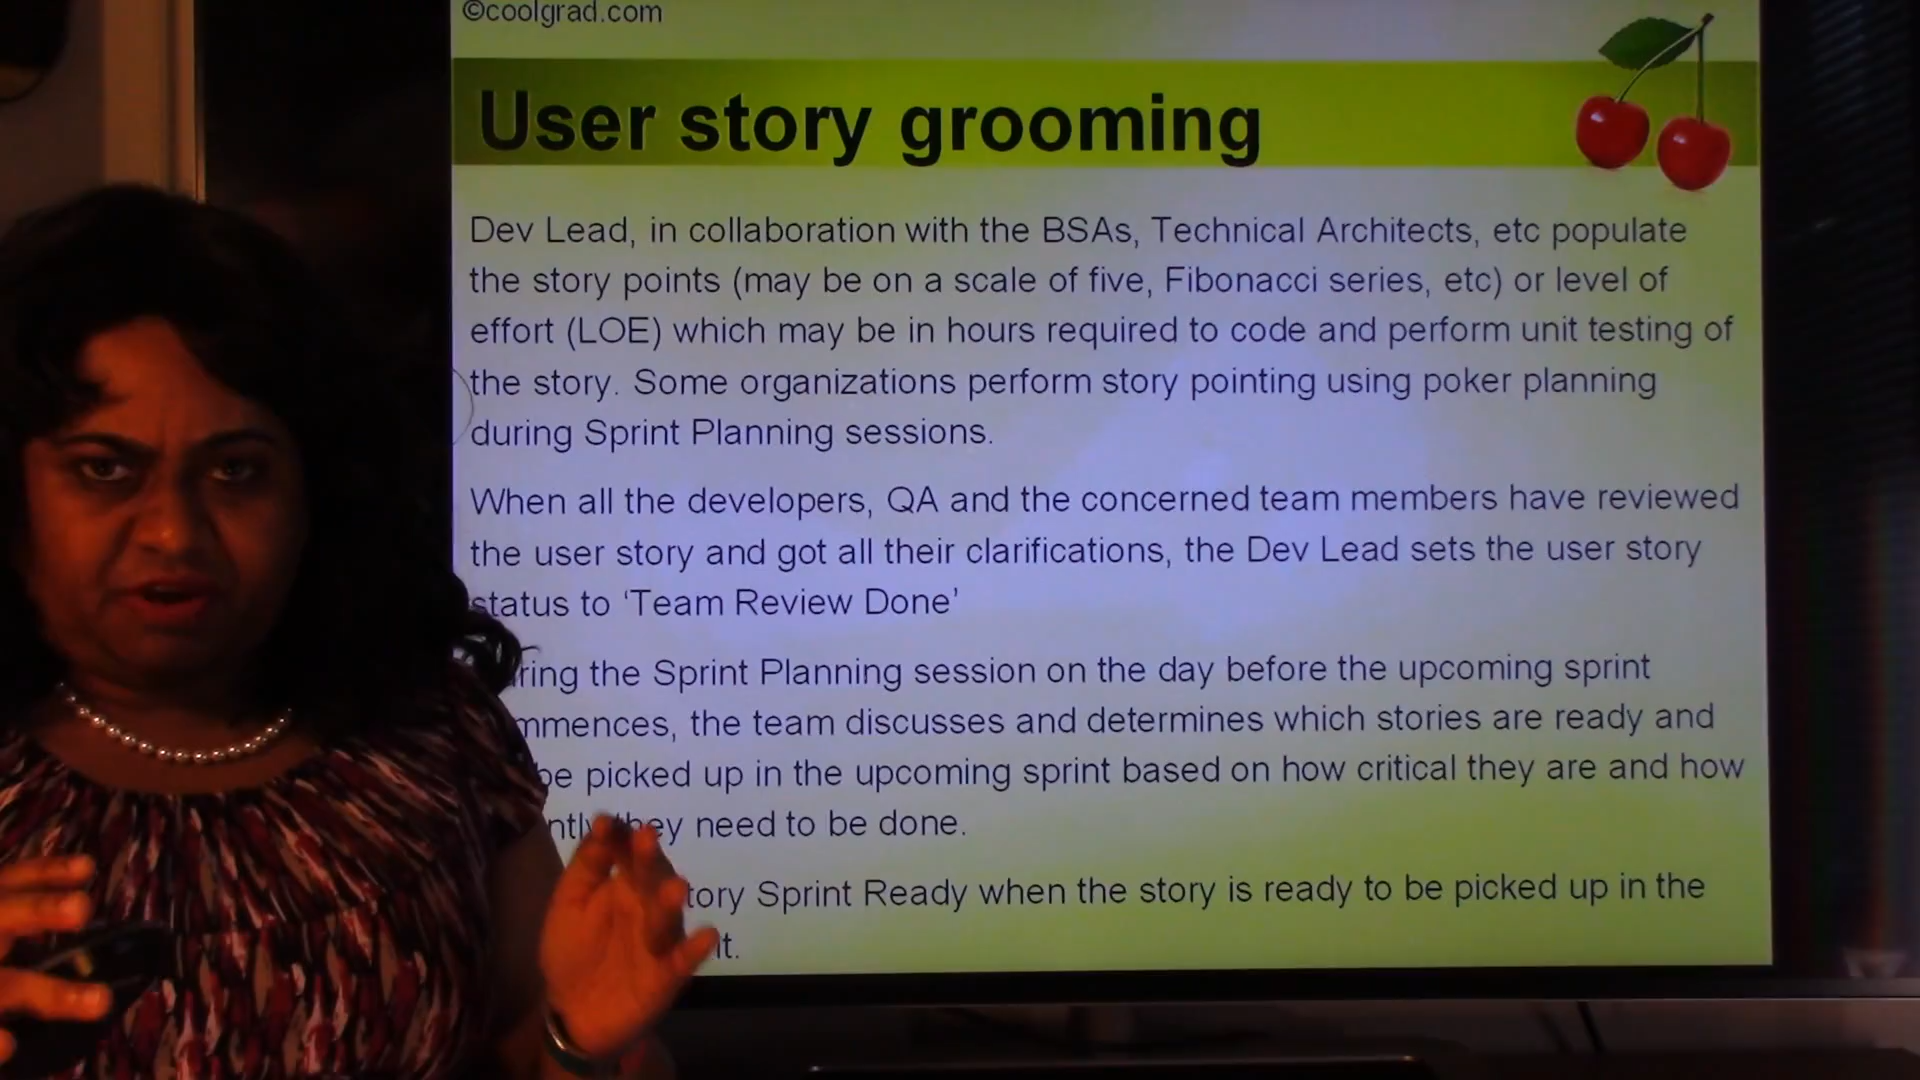 ©coolgrad.com
User story grooming
Dev Lead, in collaboration with the BSAs, Technical Architects, etc populate
the story points (may be on a scale of five, Fibonacci series, etc) or level of
effort (LOE) which may be in hours required to code and perform unit testing of
the story. Some organizations perform story pointing using poker planning
during Sprint Planning sessions.
When all the developers, QA and the concerned team members have reviewed
the user story and got all their clarifications, the Dev Lead sets the user story
status to ‘Team Review Done’
the Sprint Planning session on the day before the upcoming sprint
the team discusses and determines which stories are ready and
be picked up in the upcoming sprint based on how critical they are and how
they need to be done.
Sprint Ready when the story is ready to be picked up in the